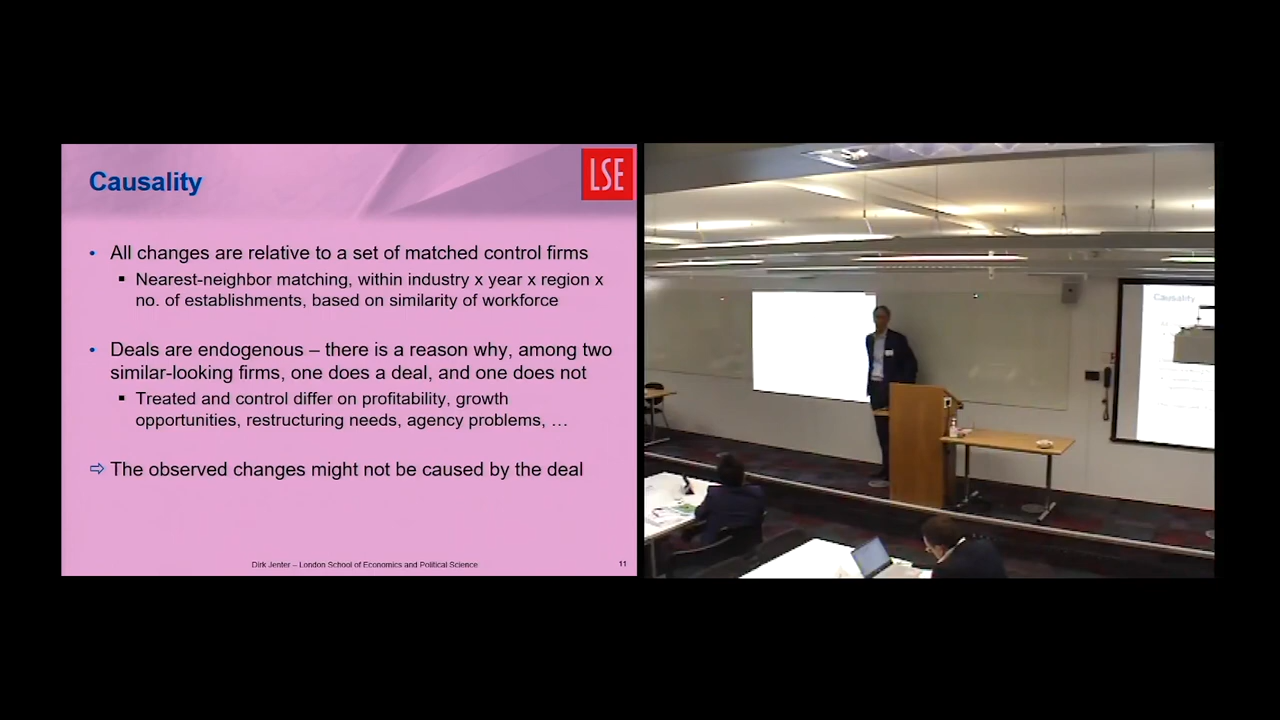 Causality
LSE
• All changes are relative to a set of matched control firms
▪ Nearest-neighbor matching, within industry x year x region x
no. of establishments, based on similarity of workforce
• Deals are endogenous – there is a reason why, among two
similar-looking firms, one does a deal, and one does not
▪ Treated and control differ on profitability, growth
opportunities, restructuring needs, agency problems, …
⇨ The observed changes might not be caused by the deal
Dirk Jenter – London School of Economics and Political Science
11
Causality